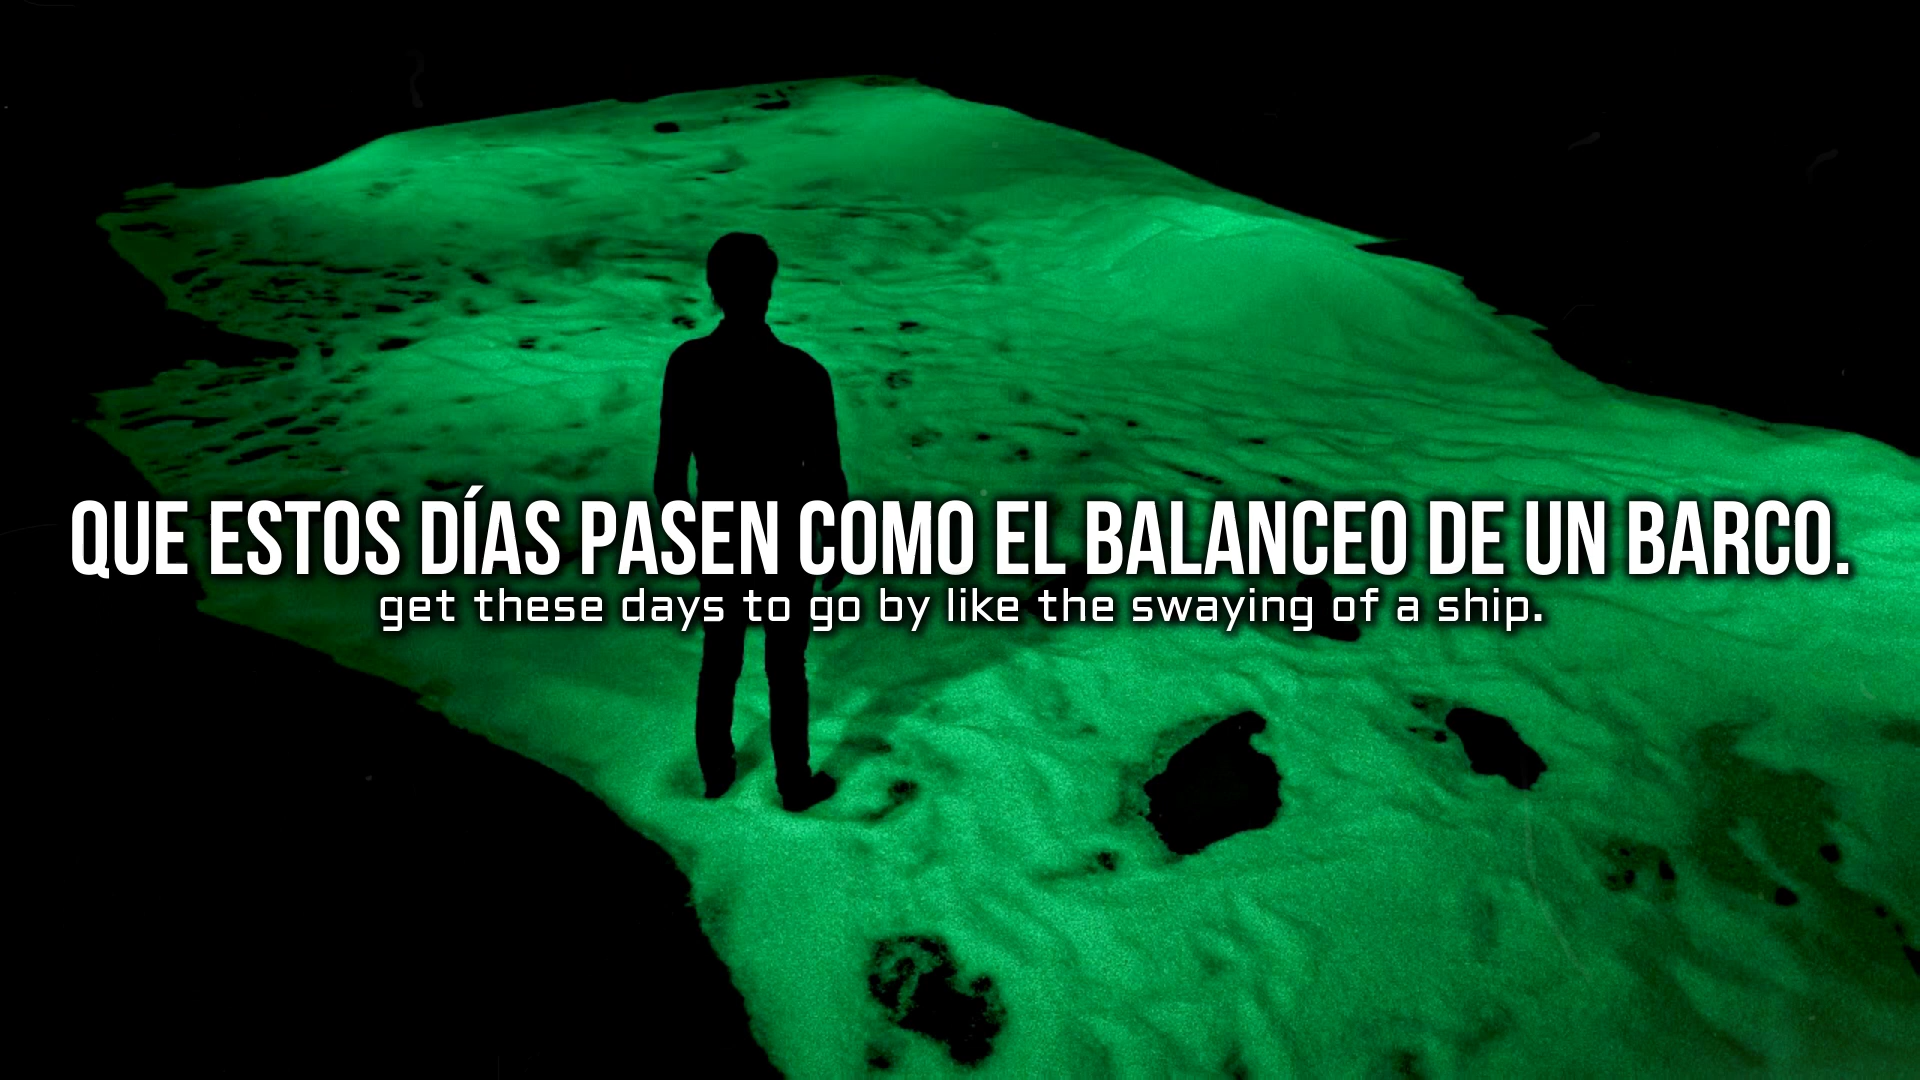 QUE ESTOS DÍAS PASEN COMO EL BALANCEO DE UN BARCO.
get these days to go by like the swaying of a ship.